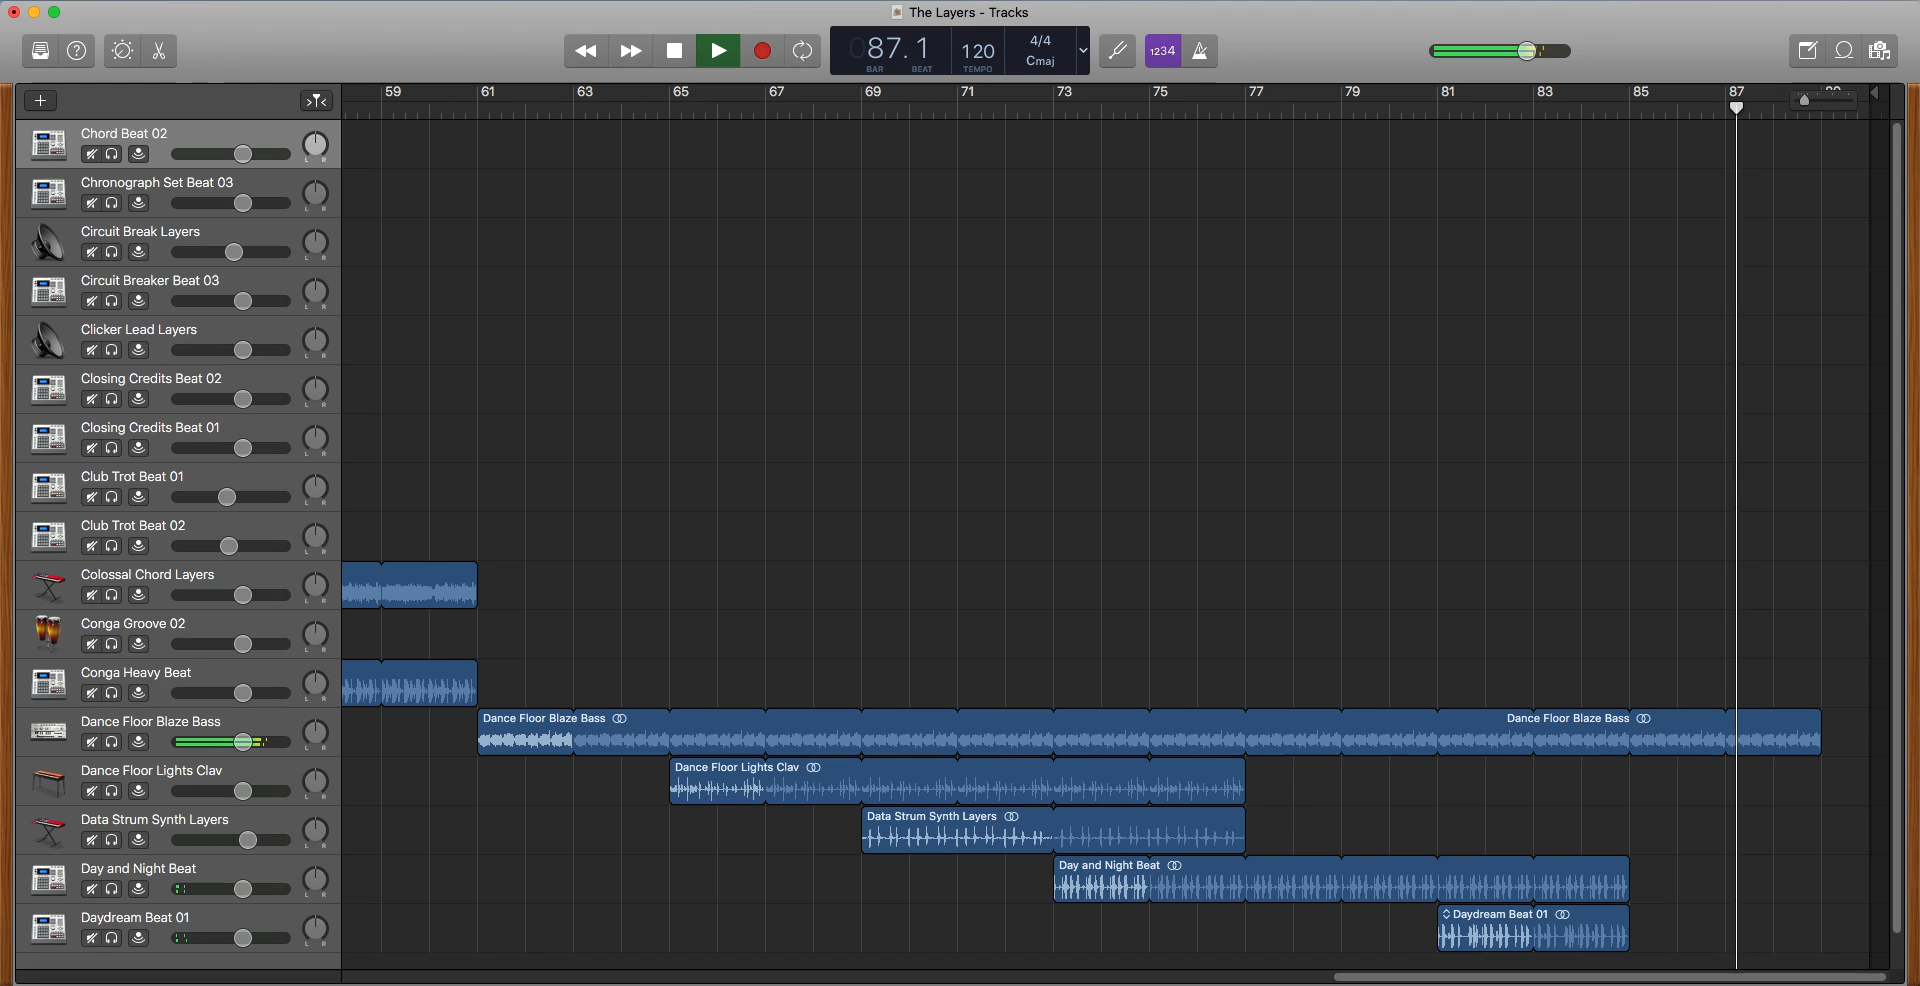 The Layers - Tracks
087.1
BAR BEAT
120
TEMPO
4/4
Cmaj
1234
59 61 63 65 67 69 71 73 75 77 79 81 83 85 87
Chord Beat 02
L R
Chronograph Set Beat 03
L R
Circuit Break Layers
L R
Circuit Breaker Beat 03
L R
Clicker Lead Layers
L R
Closing Credits Beat 02
L R
Closing Credits Beat 01
L R
Club Trot Beat 01
L R
Club Trot Beat 02
L R
Colossal Chord Layers
L R
Conga Groove 02
L R
Conga Heavy Beat
L R
Dance Floor Blaze Bass
L R
Dance Floor Blaze Bass
Dance Floor Blaze Bass
Dance Floor Lights Clav
L R
Dance Floor Lights Clav
Data Strum Synth Layers
L R
Data Strum Synth Layers
Day and Night Beat
L R
Day and Night Beat
Daydream Beat 01
L R
Daydream Beat 01